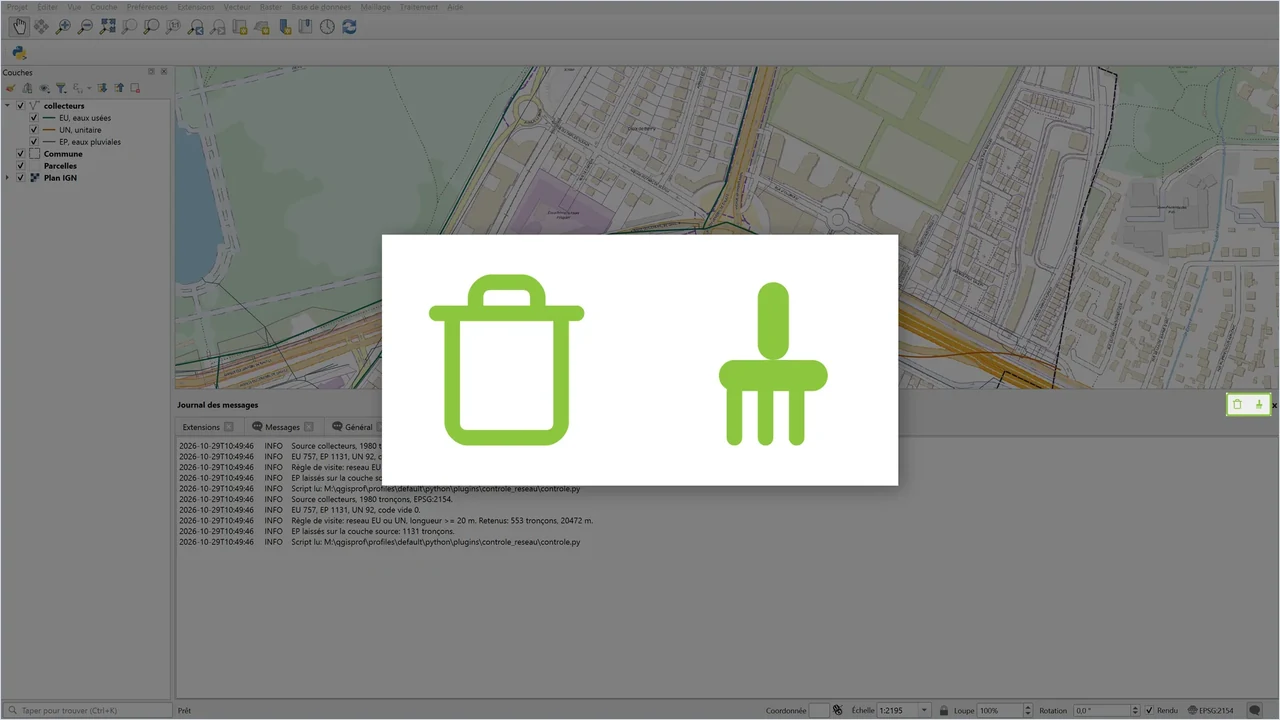 Projet Éditer Vue Couche Préférences Extensions Vecteur Raster Base de données Maillage Traitement Aide
Couches
collecteurs
EU, eaux usées
UN, unitaire
EP, eaux pluviales
Commune
Parcelles
Plan IGN
Journal des messages
Extensions Messages Général
2026-10-29T10:49:46 INFO Source collecteurs, 1980 t
2026-10-29T10:49:46 INFO EU 757, EP 1131, UN 92, c
2026-10-29T10:49:46 INFO Règle de visite: reseau EU
2026-10-29T10:49:46 INFO EP laissés sur la couche so
2026-10-29T10:49:46 INFO Script lu: M:\qgisprof\profiles\default\python\plugins\controle_reseau\controle.py
2026-10-29T10:49:46 INFO Source collecteurs, 1980 tronçons, EPSG:2154.
2026-10-29T10:49:46 INFO EU 757, EP 1131, UN 92, code vide 0.
2026-10-29T10:49:46 INFO Règle de visite: reseau EU ou UN, longueur >= 20 m. Retenus: 553 tronçons, 20472 m.
2026-10-29T10:49:46 INFO EP laissés sur la couche source: 1131 tronçons.
2026-10-29T10:49:46 INFO Script lu: M:\qgisprof\profiles\default\python\plugins\controle_reseau\controle.py
Taper pour trouver (Ctrl+K) Prêt Coordonnée Échelle 1:2195 Loupe 100% Rotation 0,0 ° Rendu EPSG:2154